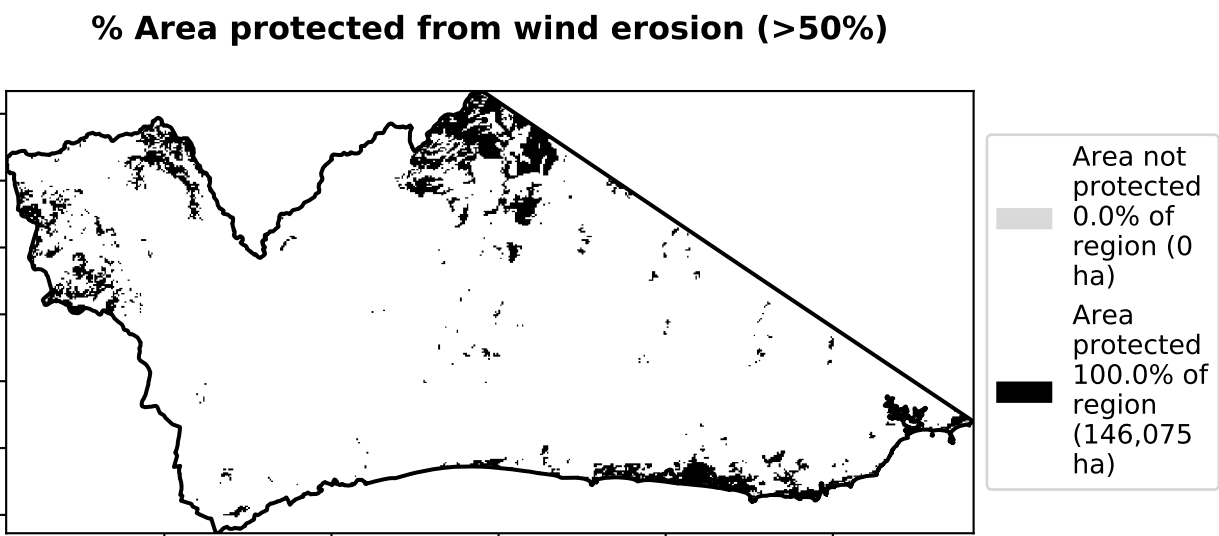 % Area protected from wind erosion (>50%)
Area not
protected
0.0% of
region (0
ha)
Area
protected
100.0% of
region
(146,075
ha)